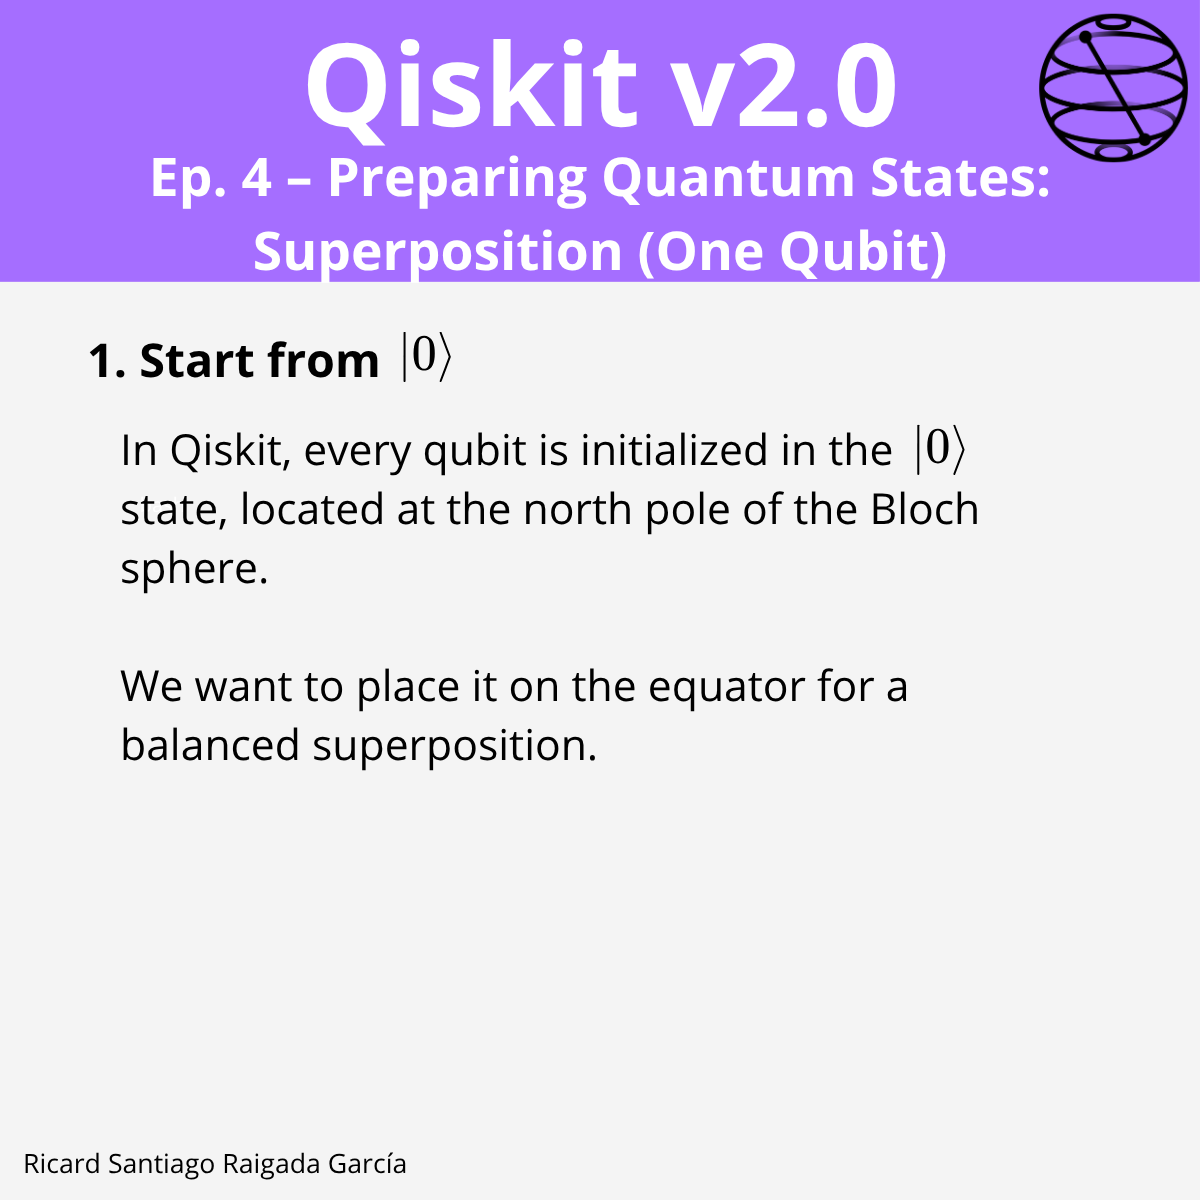 Qiskit v2.0
Ep. 4 – Preparing Quantum States:
Superposition (One Qubit)
1. Start from |0⟩
In Qiskit, every qubit is initialized in the |0⟩
state, located at the north pole of the Bloch
sphere.
We want to place it on the equator for a
balanced superposition.
Ricard Santiago Raigada García